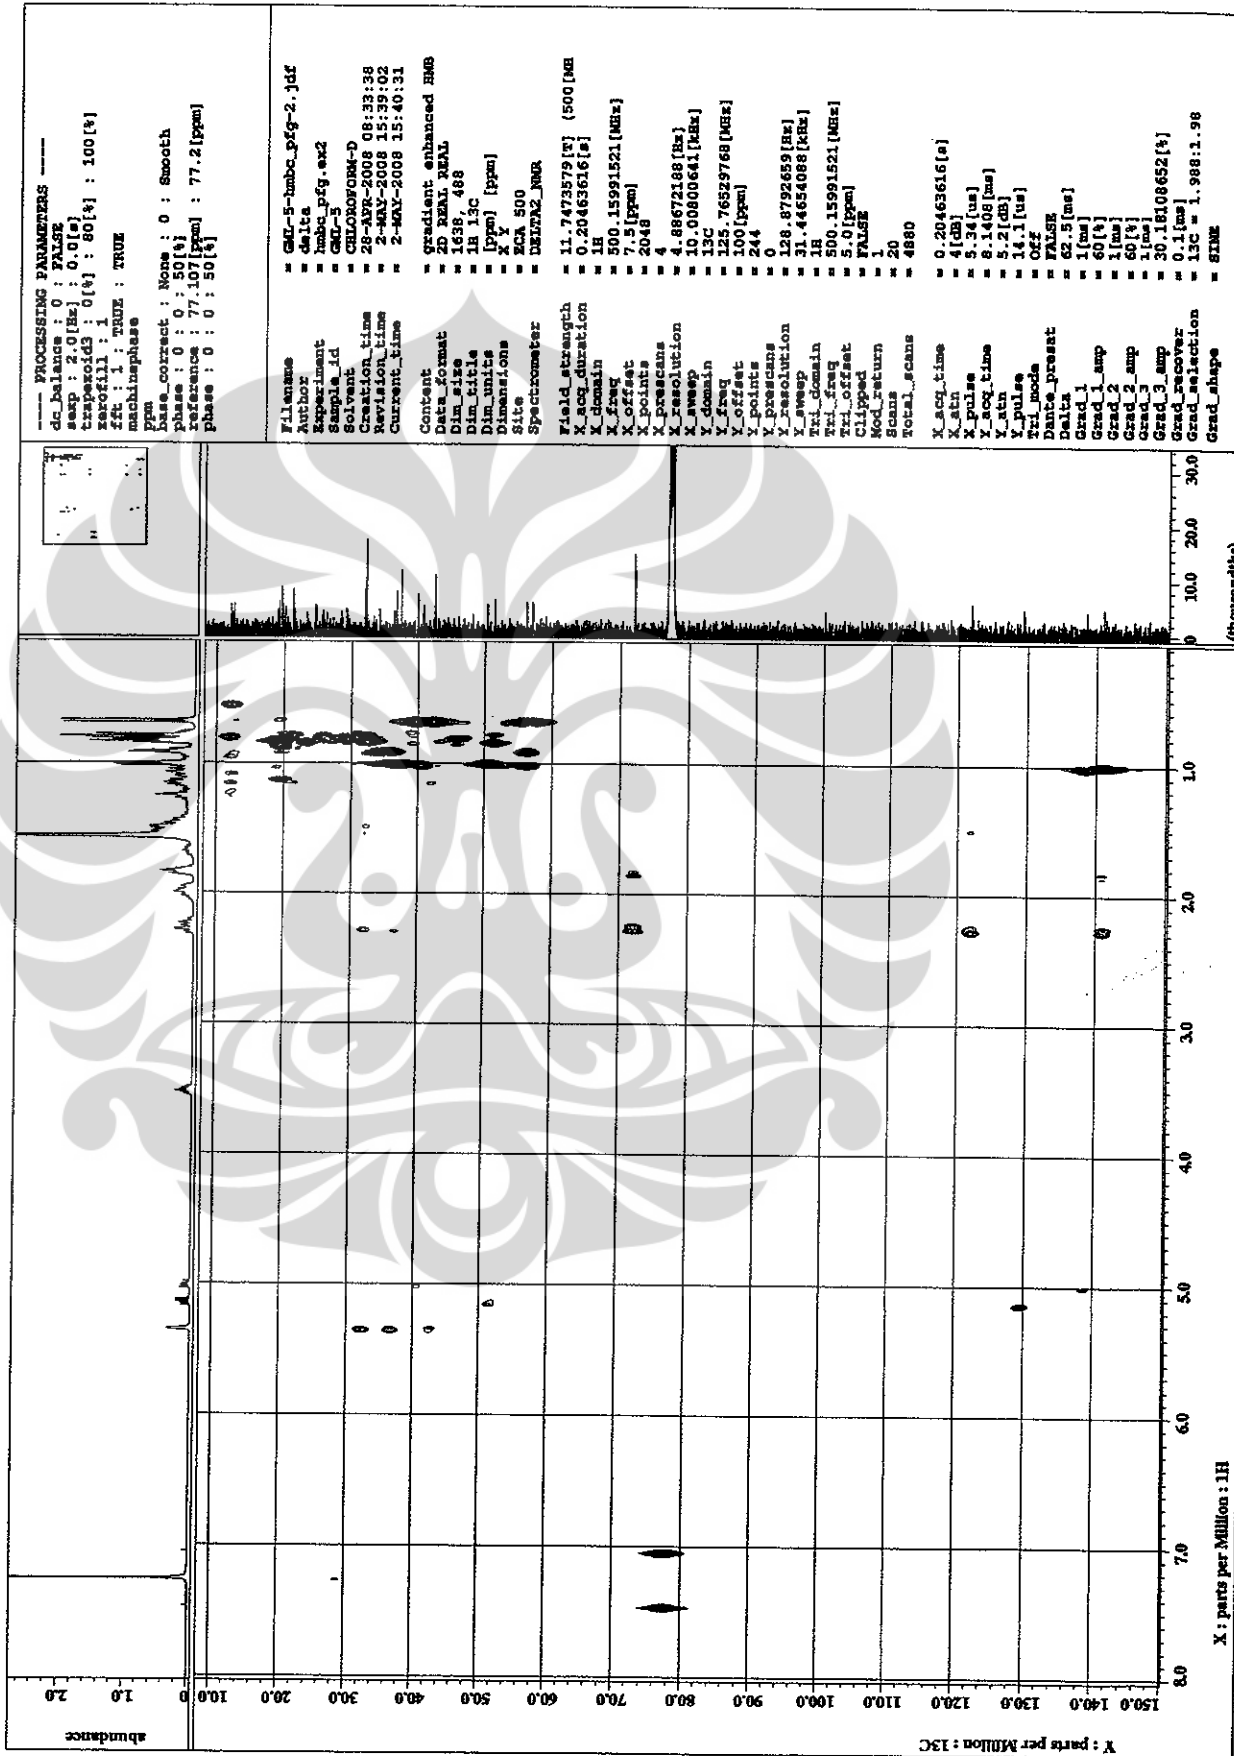 ---- PROCESSING PARAMETERS ----
dc_balance : 0 : FALSE
sexp : 2.0[Hz] : 0.0[s]
trapezoid3 : 0[%] : 80[%] : 100[%]
zerofill : 1
fft : 1 : TRUE : TRUE
machinephase
ppm
base_correct : None : 0 : Smooth
phase : 0 : 0 : 50[%]
reference : 77.107[ppm] : 77.2[ppm]
phase : 0 : 0 : 50[%]
Filename = GML-5-hmbc_pfg-2.jdf
Author = delta
Experiment = hmbc_pfg.ex2
Sample_id = GML-5
Solvent = CHLOROFORM-D
Creation_time = 28-APR-2008 08:33:38
Revision_time = 2-MAY-2008 15:39:02
Current_time = 2-MAY-2008 15:40:31
Content = gradient enhanced HMB
Data_format = 2D REAL REAL
Dim_size = 1638, 488
Dim_title = 1H 13C
Dim_units = [ppm] [ppm]
Dimensions = X Y
Site = ECA 500
Spectrometer = DELTA2_NMR
Field_strength = 11.7473579[T] (500[MH
X_acq_duration = 0.20463616[s]
X_domain = 1H
X_freq = 500.15991521[MHz]
X_offset = 7.5[ppm]
X_points = 2048
X_prescans = 4
X_resolution = 4.88672188[Hz]
X_sweep = 10.00800641[kHz]
Y_domain = 13C
Y_freq = 125.76529768[MHz]
Y_offset = 100[ppm]
Y_points = 244
Y_prescans = 0
Y_resolution = 128.8792659[Hz]
Y_sweep = 31.44654088[kHz]
Tri_domain = 1H
Tri_freq = 500.15991521[MHz]
Tri_offset = 5.0[ppm]
Clipped = FALSE
Mod_return = 1
Scans = 20
Total_scans = 4880
X_acq_time = 0.20463616[s]
X_atn = 4[dB]
X_pulse = 5.34[us]
Y_acq_time = 8.1408[ms]
Y_atn = 5.2[dB]
Y_pulse = 14.1[us]
Tri_mode = Off
Date_presat = FALSE
Delta = 62.5[ms]
Grad_1 = 1[ms]
Grad_1_amp = 60[%]
Grad_2 = 1[ms]
Grad_2_amp = 60[%]
Grad_3 = 1[ms]
Grad_3_amp = 30.18108652[%]
Grad_recover = 0.1[ms]
Grad_selection = 13C = 1.988:1.98
Grad_shape = SINE
0 10.0 20.0 30.0
(thousandths)
abundance
0 1.0 2.0
10.0 20.0 30.0 40.0 50.0 60.0 70.0 80.0 90.0 100.0 110.0 120.0 130.0 140.0 150.0
Y : parts per Million : 13C
8.0 7.0 6.0 5.0 4.0 3.0 2.0 1.0
X : parts per Million : 1H